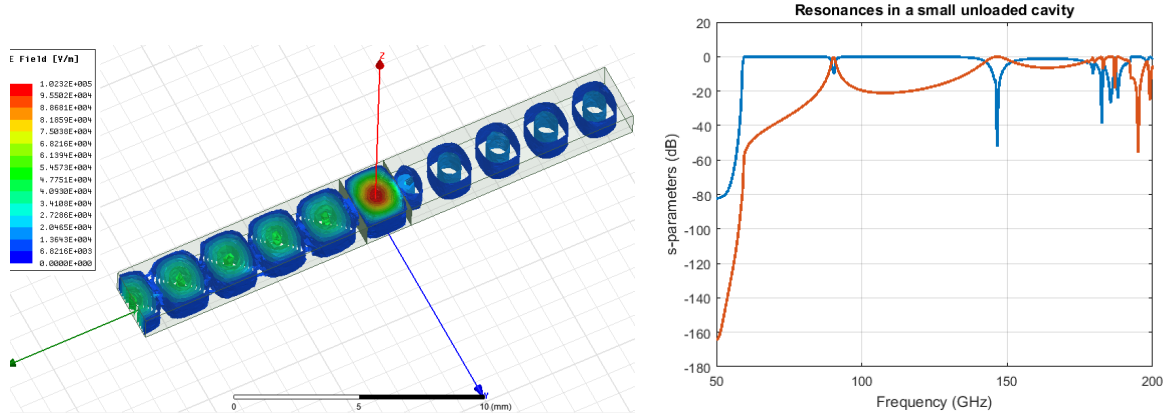 E Field [V/m]
1.0232E+005
9.5502E+004
8.8681E+004
8.1859E+004
7.5038E+004
6.8216E+004
6.1394E+004
5.4573E+004
4.7751E+004
3.4108E+004
2.7286E+004
2.0465E+004
1.3643E+004
6.8216E+003
0.0000E+000
z
0
5
10 (mm)
Resonances in a small unloaded cavity
20
0
-20
-40
-60
-80
-100
-120
-140
-160
-180
s-parameters (dB)
50
100
150
200
Frequency (GHz)